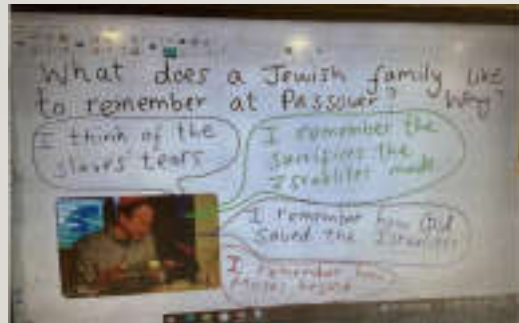 What does a Jewish family like
to remember at Passover? Why?
I think of the
slaves tears
I remember the
sacrifices the
Israelites made
I remember how God
saved the Israelites
I remember how
Moses